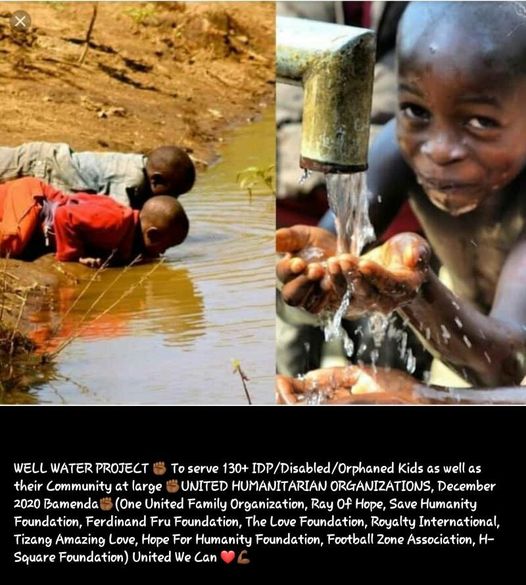 WELL WATER PROJECT ✊🏾 To serve 130+ IDP/Disabled/Orphaned Kids as well as
their Community at large ✊🏾UNITED HUMANITARIAN ORGANIZATIONS, December
2020 Bamenda✊🏾(One United Family Organization, Ray Of Hope, Save Humanity
Foundation, Ferdinand Fru Foundation, The Love Foundation, Royalty International,
Tizang Amazing Love, Hope For Humanity Foundation, Football Zone Association, H-
Square Foundation) United We Can ❤️💪🏾